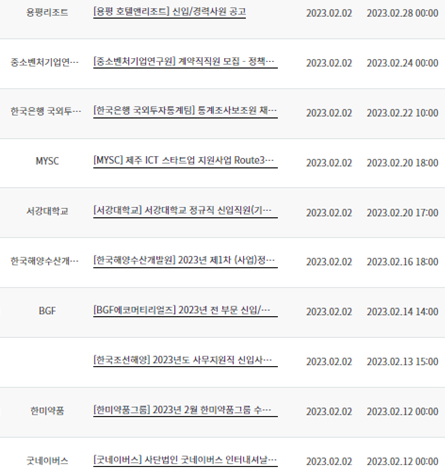 용평리조트 [용평 호텔앤리조트] 신입/경력사원 공고 2023.02.02 2023.02.28 00:00
중소벤처기업연··· [중소벤처기업연구원] 계약직직원 모집 - 정책··· 2023.02.02 2023.02.24 00:00
한국은행 국외투··· [한국은행 국외투자통계팀] 통계조사보조원 채··· 2023.02.02 2023.02.22 10:00
MYSC [MYSC] 제주 ICT 스타트업 지원사업 Route3··· 2023.02.02 2023.02.20 18:00
서강대학교 [서강대학교] 서강대학교 정규직 신입직원(기··· 2023.02.02 2023.02.20 17:00
한국해양수산개··· [한국해양수산개발원] 2023년 제1차 (사업)정··· 2023.02.02 2023.02.16 18:00
BGF [BGF에코머티리얼즈] 2023년 전 부문 신입/··· 2023.02.02 2023.02.14 14:00
[한국조선해양] 2023년도 사무지원직 신입사··· 2023.02.02 2023.02.13 15:00
한미약품 [한미약품그룹] 2023년 2월 한미약품그룹 수··· 2023.02.02 2023.02.12 00:00
굿네이버스 [굿네이버스] 사단법인 굿네이버스 인터내셔날··· 2023.02.02 2023.02.12 00:00